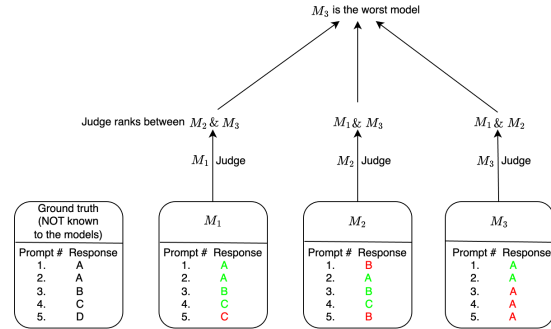 M₃ is the worst model
Judge ranks between M₂ & M₃
M₁ & M₃
M₁ & M₂
M₁ Judge
M₂ Judge
M₃ Judge
Ground truth
(NOT known
to the models)
Prompt # Response
1. A
2. A
3. B
4. C
5. D
M₁
Prompt # Response
1. A
2. A
3. B
4. C
5. C
M₂
Prompt # Response
1. B
2. A
3. B
4. C
5. B
M₃
Prompt # Response
1. A
2. A
3. A
4. A
5. A